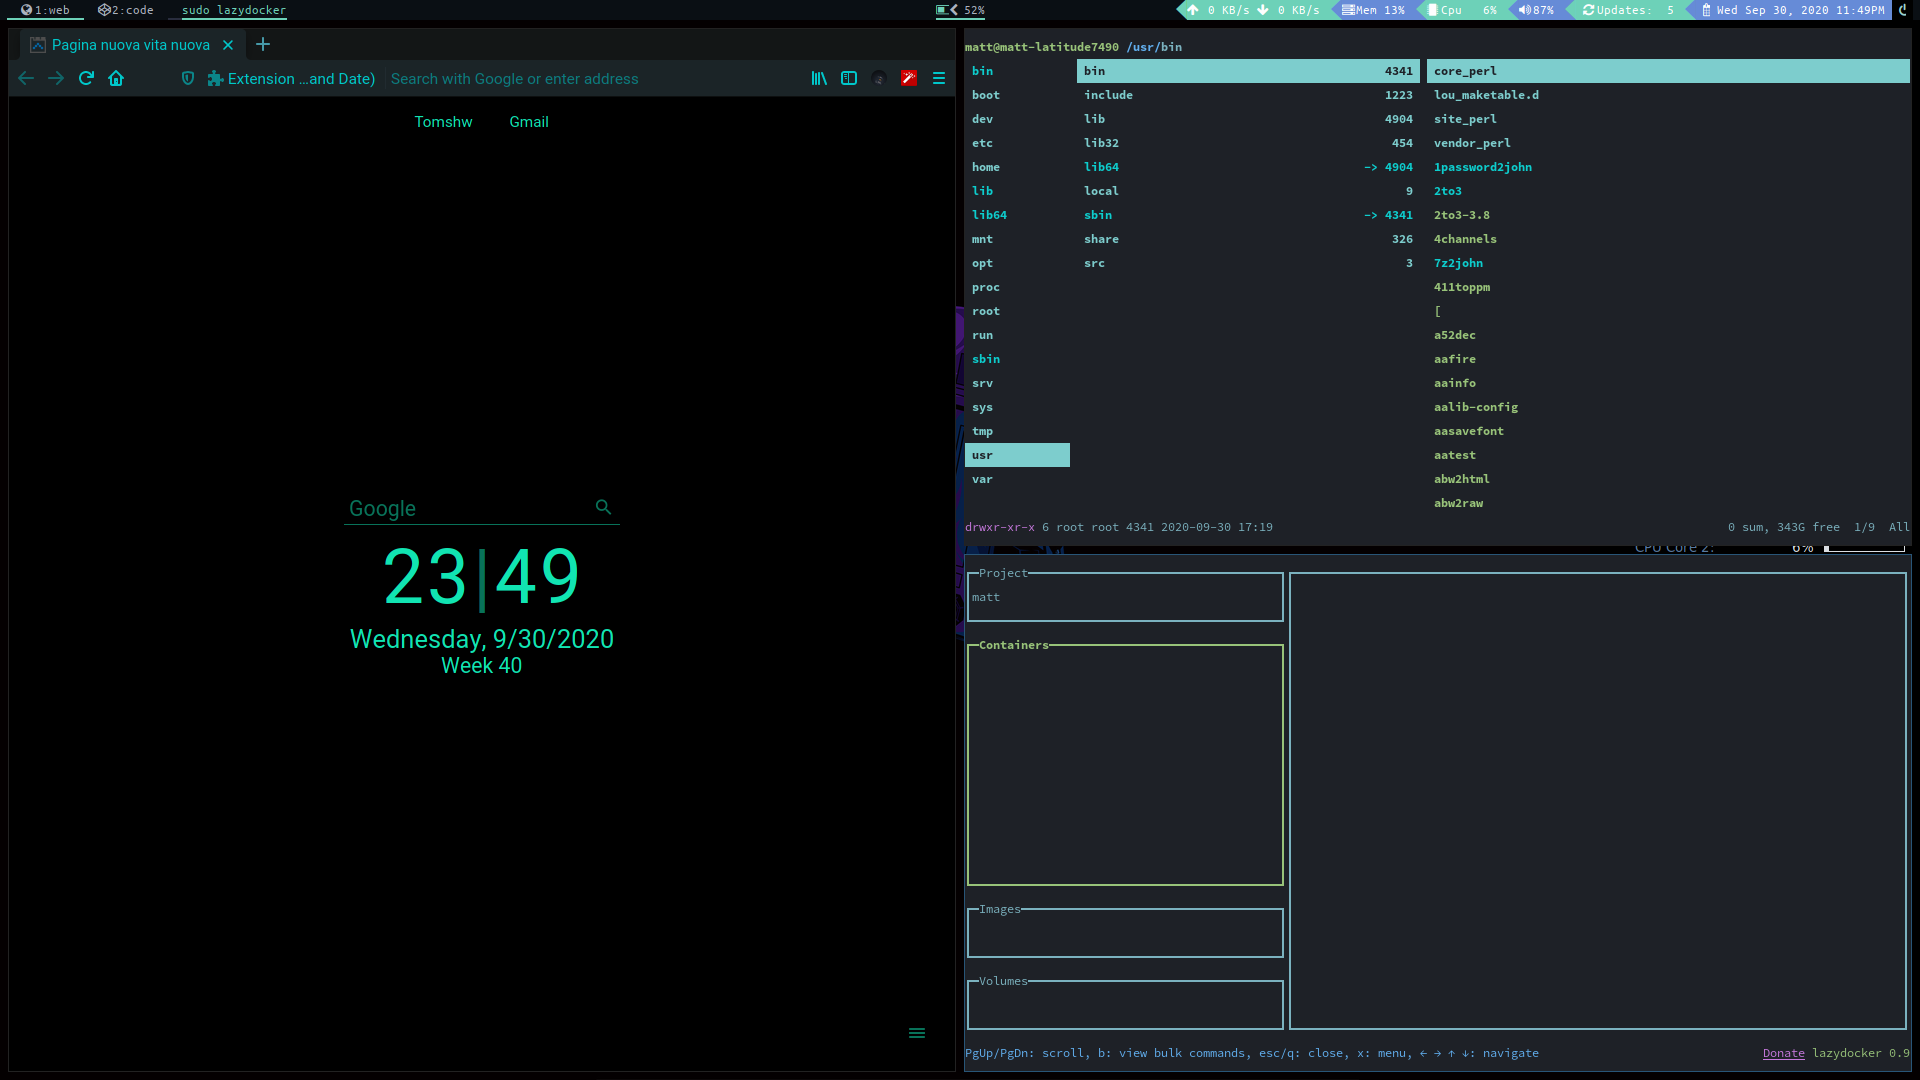 1:web 2:code sudo lazydocker 52% 0 KB/s 0 KB/s Mem 13% Cpu 6% 87% Updates: 5 Wed Sep 30, 2020 11:49PM
Pagina nuova vita nuova
Extension ...and Date) Search with Google or enter address
Tomshw Gmail
Google
23|49
Wednesday, 9/30/2020
Week 40
matt@matt-latitude7490 /usr/bin
bin bin 4341 core_perl
boot include 1223 lou_maketable.d
dev lib 4904 site_perl
etc lib32 454 vendor_perl
home lib64 -> 4904 1password2john
lib local 9 2to3
lib64 sbin -> 4341 2to3-3.8
mnt share 326 4channels
opt src 3 7z2john
proc 411toppm
root [
run a52dec
sbin aafire
srv aainfo
sys aalib-config
tmp aasavefont
usr aatest
var abw2html
abw2raw
drwxr-xr-x 6 root root 4341 2020-09-30 17:19 0 sum, 343G free 1/9 All
CPU Core 2: 6%
Project
matt
Containers
Images
Volumes
PgUp/PgDn: scroll, b: view bulk commands, esc/q: close, x: menu, ← → ↑ ↓: navigate Donate lazydocker 0.9